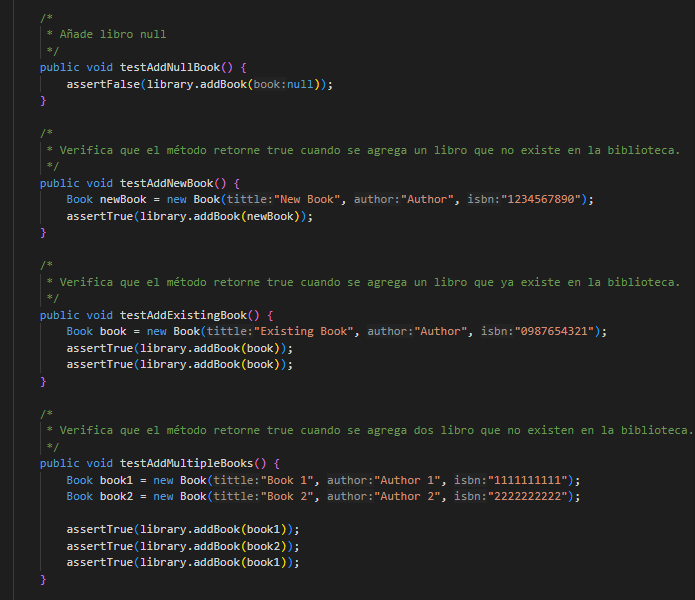 /*
* Añade libro null
*/
public void testAddNullBook() {
assertFalse(library.addBook(book:null));
}
/*
* Verifica que el método retorne true cuando se agrega un libro que no existe en la biblioteca.
*/
public void testAddNewBook() {
Book newBook = new Book(tittle:"New Book", author:"Author", isbn:"1234567890");
assertTrue(library.addBook(newBook));
}
/*
* Verifica que el método retorne true cuando se agrega un libro que ya existe en la biblioteca.
*/
public void testAddExistingBook() {
Book book = new Book(tittle:"Existing Book", author:"Author", isbn:"0987654321");
assertTrue(library.addBook(book));
assertTrue(library.addBook(book));
}
/*
* Verifica que el método retorne true cuando se agrega dos libro que no existen en la biblioteca.
*/
public void testAddMultipleBooks() {
Book book1 = new Book(tittle:"Book 1", author:"Author 1", isbn:"1111111111");
Book book2 = new Book(tittle:"Book 2", author:"Author 2", isbn:"2222222222");
assertTrue(library.addBook(book1));
assertTrue(library.addBook(book2));
assertTrue(library.addBook(book1));
}